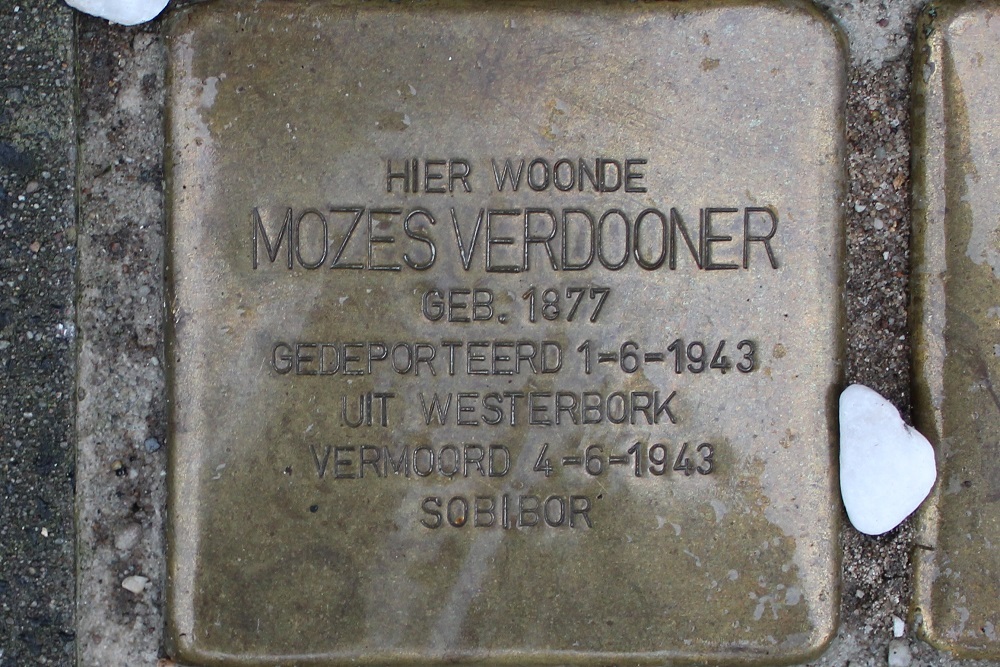 HIER WOONDE
MOZES VERDOONER
GEB. 1877
GEDEPORTEERD 1-6-1943
UIT WESTERBORK
VERMOORD 4-6-1943
SOBIBOR